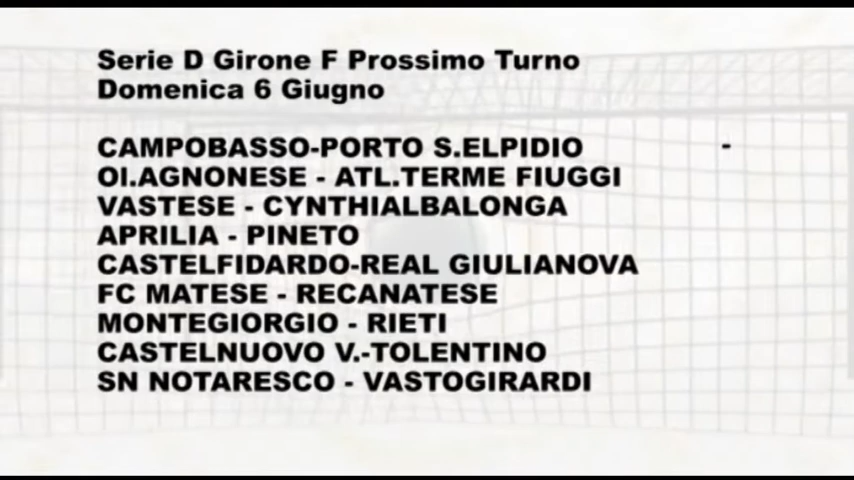 Serie D Girone F Prossimo Turno
Domenica 6 Giugno
CAMPOBASSO-PORTO S.ELPIDIO -
OI.AGNONESE - ATL.TERME FIUGGI
VASTESE - CYNTHIALBALONGA
APRILIA - PINETO
CASTELFIDARDO-REAL GIULIANOVA
FC MATESE - RECANATESE
MONTEGIORGIO - RIETI
CASTELNUOVO V.-TOLENTINO
SN NOTARESCO - VASTOGIRARDI